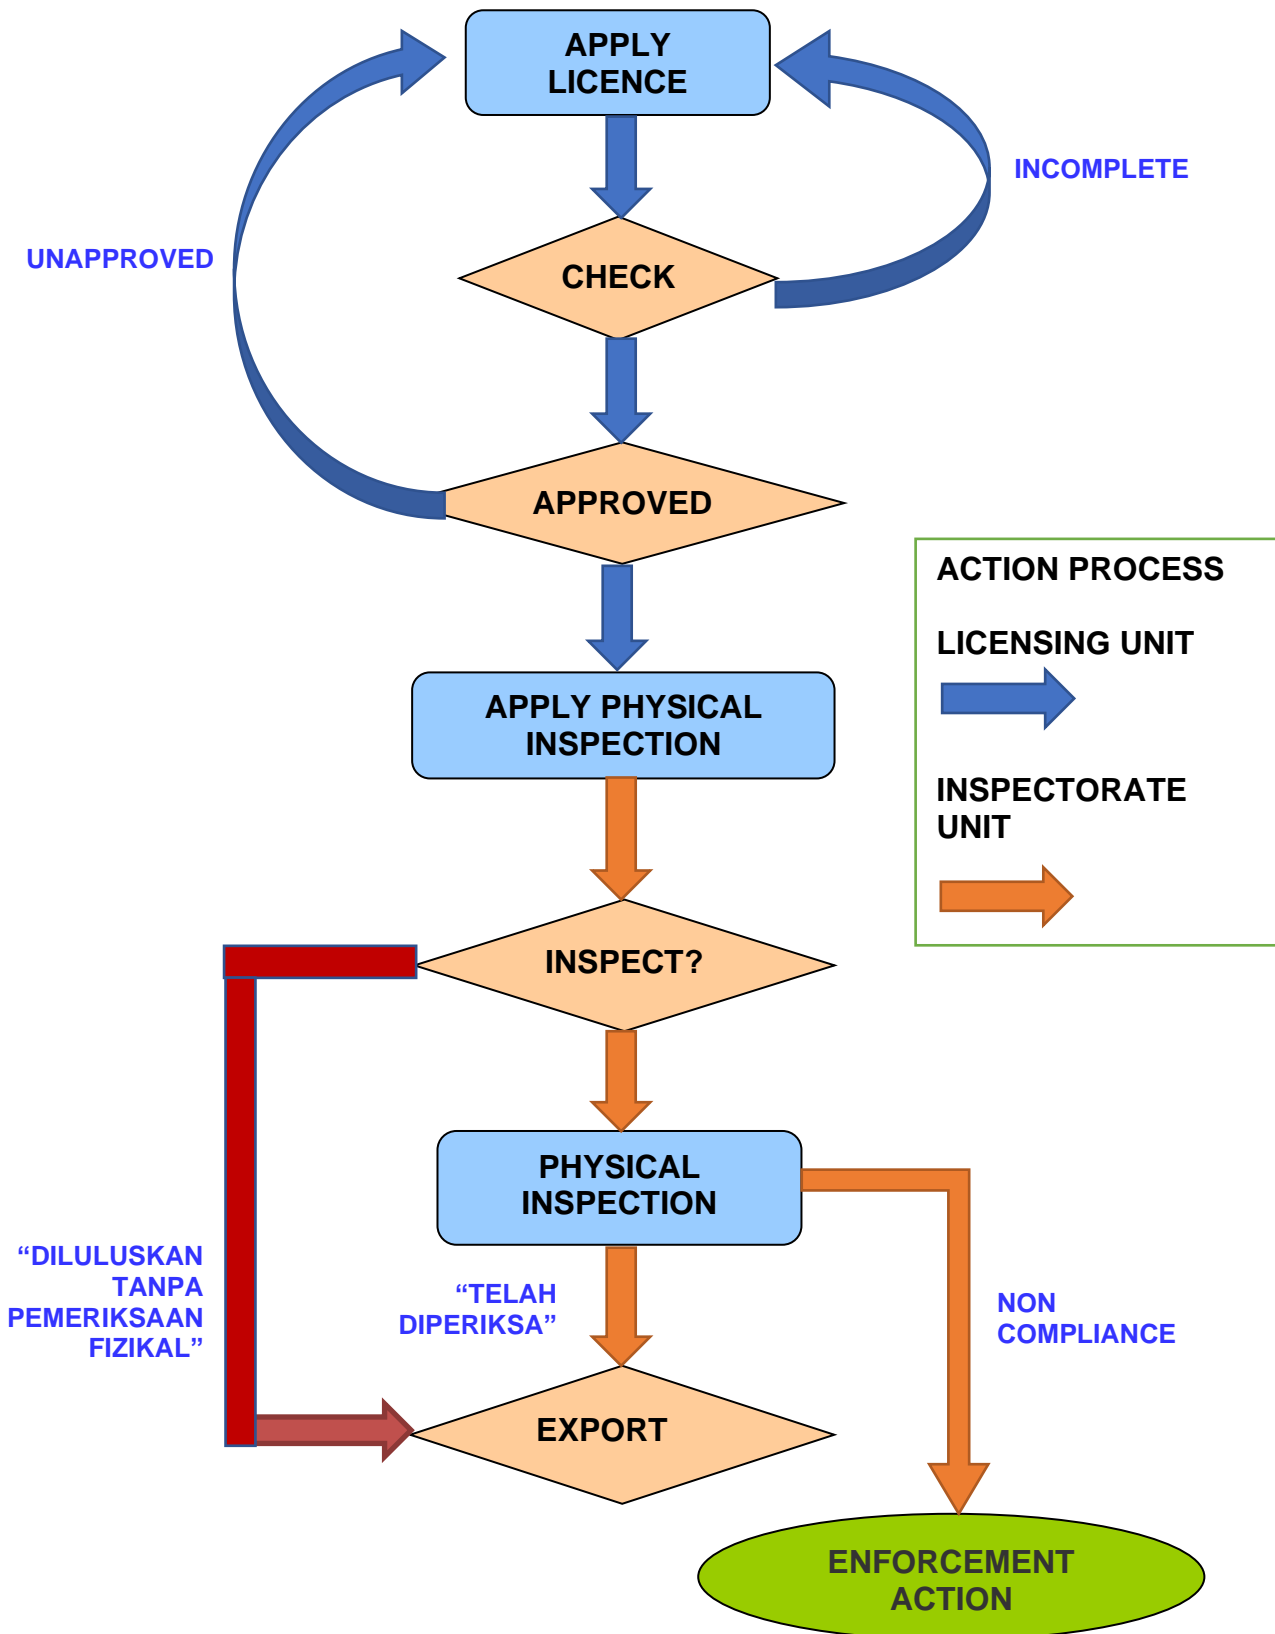 APPLY
LICENCE
INCOMPLETE
UNAPPROVED
CHECK
APPROVED
ACTION PROCESS
LICENSING UNIT
INSPECTORATE
UNIT
APPLY PHYSICAL
INSPECTION
INSPECT?
PHYSICAL
INSPECTION
“DILULUSKAN
TANPA
PEMERIKSAAN
FIZIKAL”
“TELAH
DIPERIKSA”
NON
COMPLIANCE
EXPORT
ENFORCEMENT
ACTION